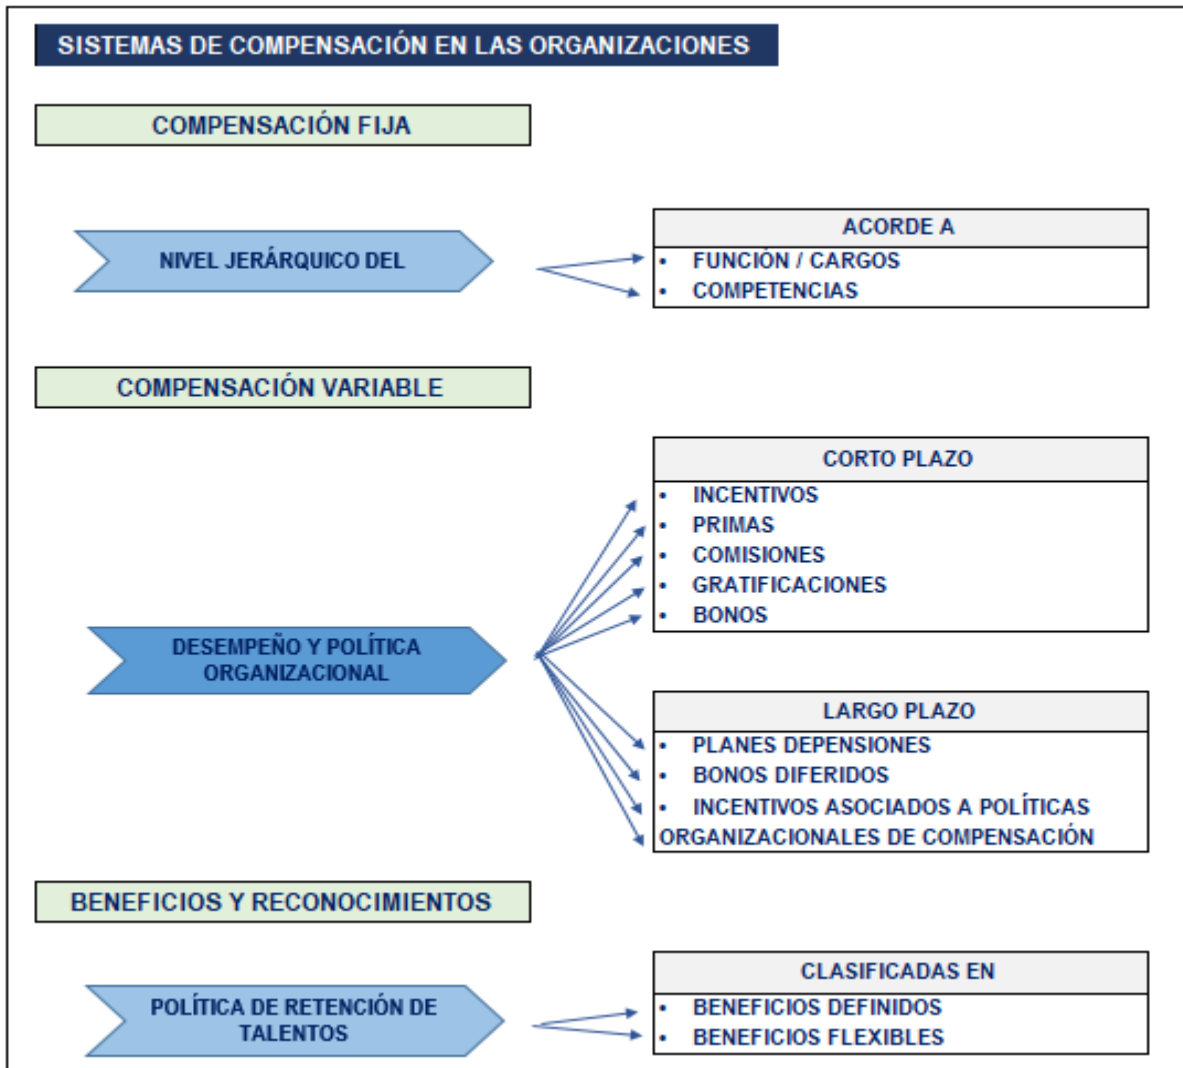 SISTEMAS DE COMPENSACIÓN EN LAS ORGANIZACIONES
COMPENSACIÓN FIJA
NIVEL JERÁRQUICO DEL
ACORDE A
• FUNCIÓN / CARGOS
• COMPETENCIAS
COMPENSACIÓN VARIABLE
DESEMPEÑO Y POLÍTICA
ORGANIZACIONAL
CORTO PLAZO
• INCENTIVOS
• PRIMAS
• COMISIONES
• GRATIFICACIONES
• BONOS
LARGO PLAZO
• PLANES DEPENSIONES
• BONOS DIFERIDOS
• INCENTIVOS ASOCIADOS A POLÍTICAS
ORGANIZACIONALES DE COMPENSACIÓN
BENEFICIOS Y RECONOCIMIENTOS
POLÍTICA DE RETENCIÓN DE
TALENTOS
CLASIFICADAS EN
• BENEFICIOS DEFINIDOS
• BENEFICIOS FLEXIBLES